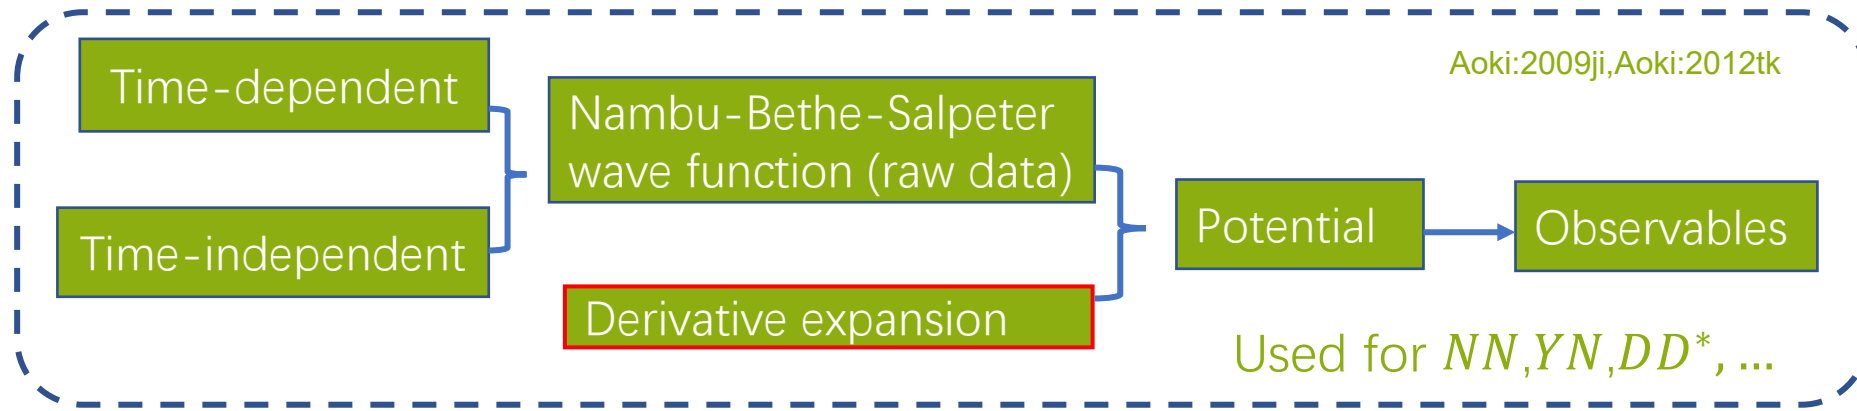 Time-dependent
Time-independent
Nambu-Bethe-Salpeter
wave function (raw data)
Derivative expansion
Potential
Observables
Aoki:2009ji,Aoki:2012tk
Used for NN,YN,DD*, ...